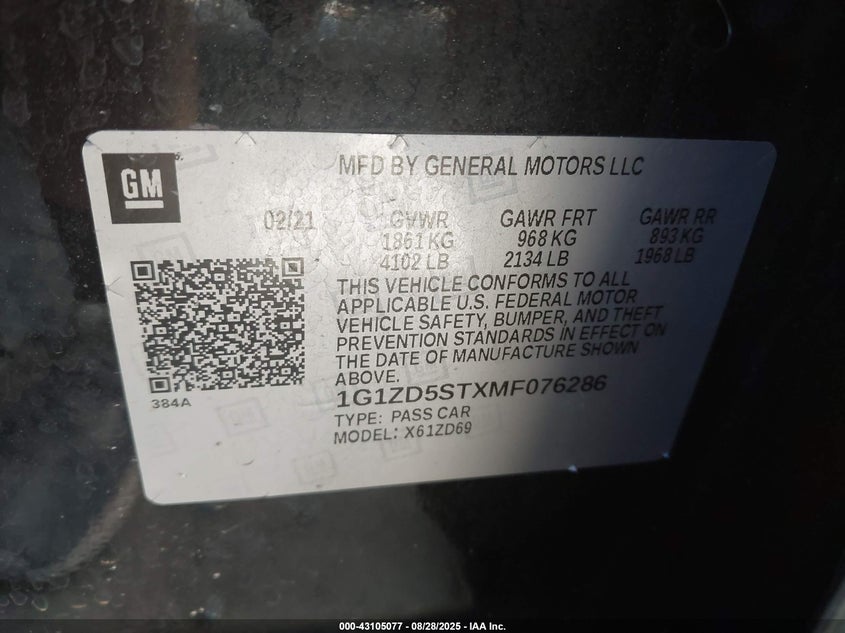 GM
MFD BY GENERAL MOTORS LLC
02/21 GVWR GAWR FRT GAWR RR
1861 KG 968 KG 893 KG
4102 LB 2134 LB 1968 LB
THIS VEHICLE CONFORMS TO ALL
APPLICABLE U.S. FEDERAL MOTOR
VEHICLE SAFETY, BUMPER, AND THEFT
PREVENTION STANDARDS IN EFFECT ON
THE DATE OF MANUFACTURE SHOWN
ABOVE.
384A
1G1ZD5STXMF076286
TYPE: PASS CAR
MODEL: X61ZD69
000-43105077 - 08/28/2025 - IAA Inc.